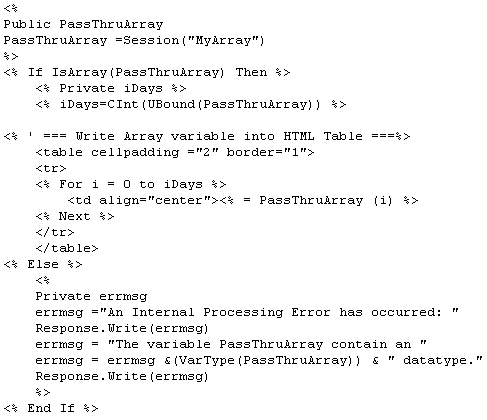 <%
Public PassThruArray
PassThruArray =Session("MyArray")
%>
<% If IsArray(PassThruArray) Then %>
    <% Private iDays %>
    <% iDays=CInt(UBound(PassThruArray)) %>

<% ' === Write Array variable into HTML Table ===%>
    <table cellpadding ="2" border="1">
    <tr>
    <% For i = 0 to iDays %>
        <td align="center"><% = PassThruArray (i) %>
    <% Next %>
    </tr>
    </table>
<% Else %>
    <%
    Private errmsg
    errmsg ="An Internal Processing Error has occurred: "
    Response.Write(errmsg)
    errmsg = "The variable PassThruArray contain an "
    errmsg = errmsg &(VarType(PassThruArray)) & " datatype."
    Response.Write(errmsg)
    %>
<% End If %>